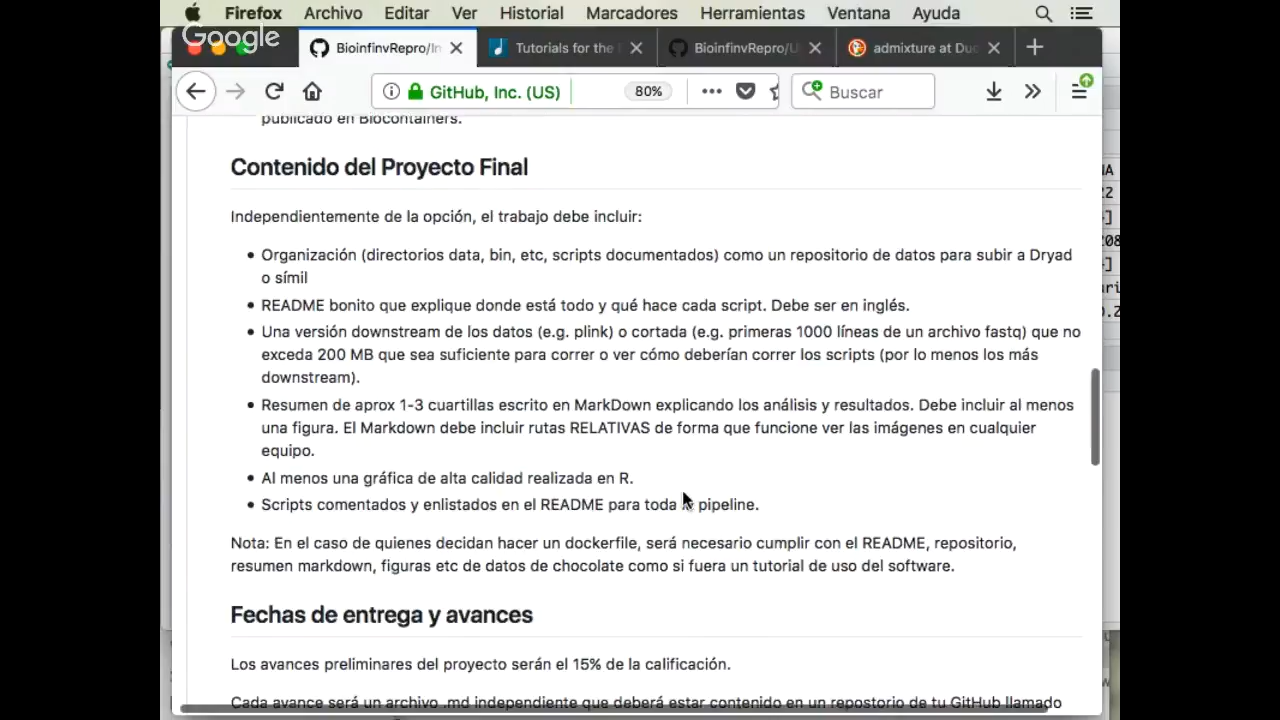 Firefox Archivo Editar Ver Historial Marcadores Herramientas Ventana Ayuda
Google
BioinfinvRepro/In Tutorials for the BioinfinvRepro/U admixture at Duc
GitHub, Inc. (US) 80% Buscar
publicado en Biocontainers.
Contenido del Proyecto Final
Independientemente de la opción, el trabajo debe incluir:
Organización (directorios data, bin, etc, scripts documentados) como un repositorio de datos para subir a Dryad
o símil
README bonito que explique donde está todo y qué hace cada script. Debe ser en inglés.
Una versión downstream de los datos (e.g. plink) o cortada (e.g. primeras 1000 líneas de un archivo fastq) que no
exceda 200 MB que sea suficiente para correr o ver cómo deberían correr los scripts (por lo menos los más
downstream).
Resumen de aprox 1-3 cuartillas escrito en MarkDown explicando los análisis y resultados. Debe incluir al menos
una figura. El Markdown debe incluir rutas RELATIVAS de forma que funcione ver las imágenes en cualquier
equipo.
Al menos una gráfica de alta calidad realizada en R.
Scripts comentados y enlistados en el README para toda la pipeline.
Nota: En el caso de quienes decidan hacer un dockerfile, será necesario cumplir con el README, repositorio,
resumen markdown, figuras etc de datos de chocolate como si fuera un tutorial de uso del software.
Fechas de entrega y avances
Los avances preliminares del proyecto serán el 15% de la calificación.
Cada avance será un archivo .md independiente que deberá estar contenido en un repostorio de tu GitHub llamado